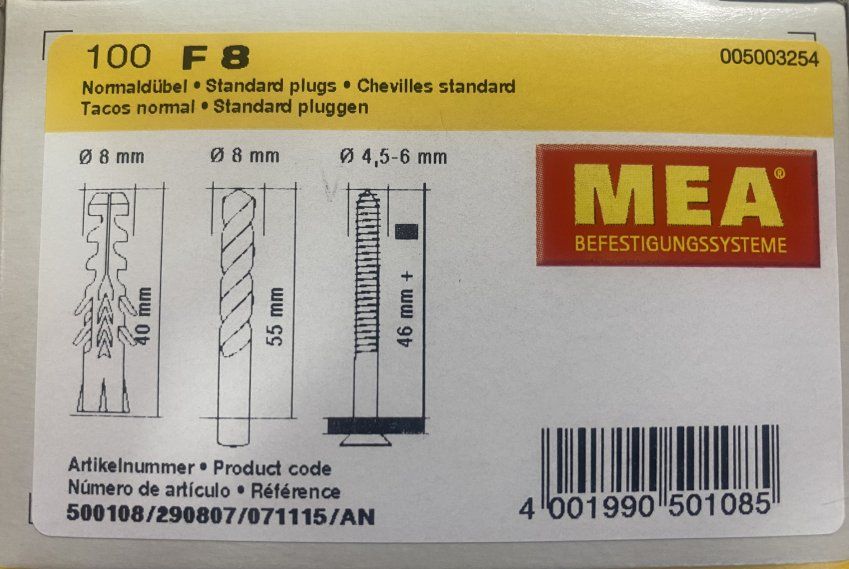 100 F 8
005003254
Normaldübel • Standard plugs • Chevilles standard
Tacos normal • Standard pluggen
Ø 8 mm
Ø 8 mm
Ø 4,5-6 mm
40 mm
55 mm
46 mm + ■
MEA®
BEFESTIGUNGSSYSTEME
Artikelnummer • Product code
Número de artículo • Référence
500108/290807/071115/AN
4 001990 501085